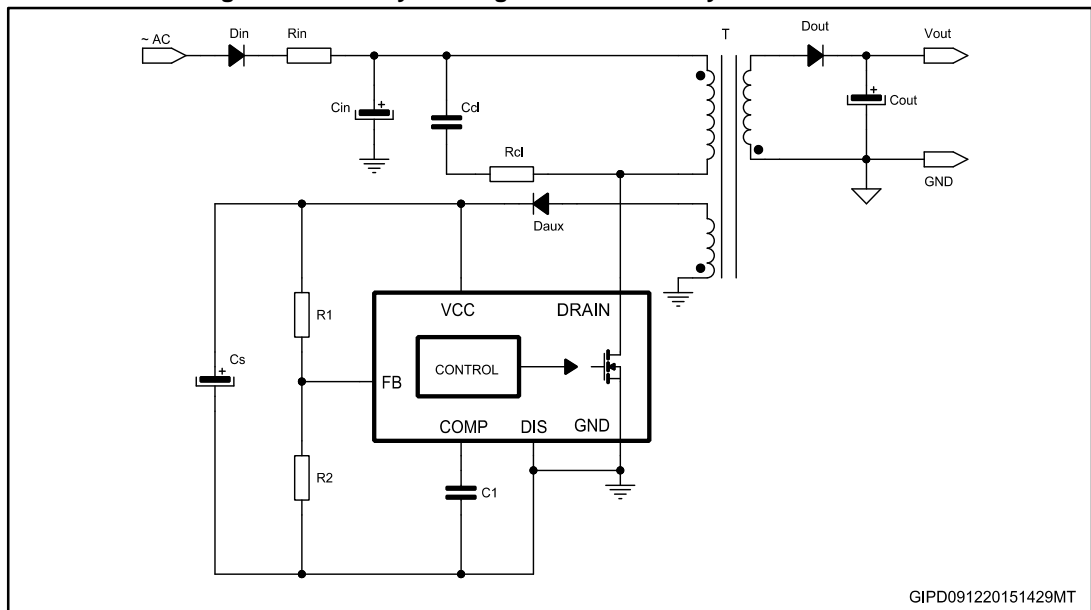 ~ AC
Din
Rin
T
Dout
Vout
Cin
+
Ccl
+
Cout
Rcl
GND
Daux
R1
VCC
DRAIN
Cs
+
CONTROL
FB
COMP
DIS
GND
R2
C1
GIPD091220151429MT